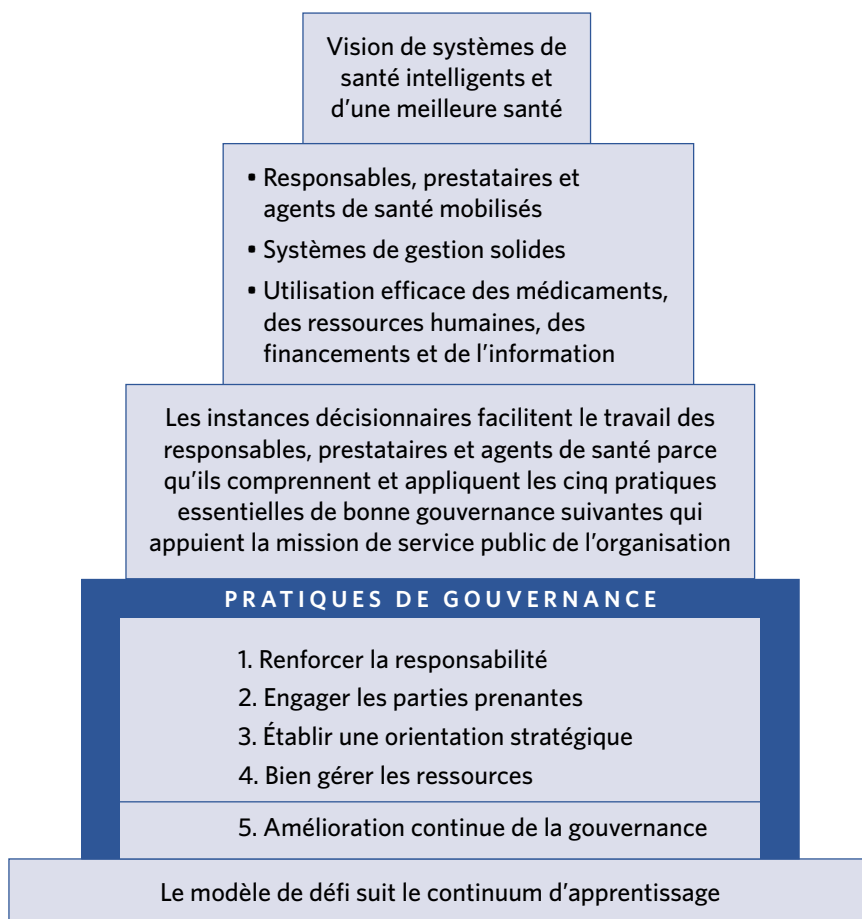 Vision de systèmes de
santé intelligents et
d’une meilleure santé
• Responsables, prestataires et
agents de santé mobilisés
• Systèmes de gestion solides
• Utilisation efficace des médicaments,
des ressources humaines, des
financements et de l’information
Les instances décisionnaires facilitent le travail des
responsables, prestataires et agents de santé parce
qu’ils comprennent et appliquent les cinq pratiques
essentielles de bonne gouvernance suivantes qui
appuient la mission de service public de l’organisation
PRATIQUES DE GOUVERNANCE
1. Renforcer la responsabilité
2. Engager les parties prenantes
3. Établir une orientation stratégique
4. Bien gérer les ressources
5. Amélioration continue de la gouvernance
Le modèle de défi suit le continuum d’apprentissage